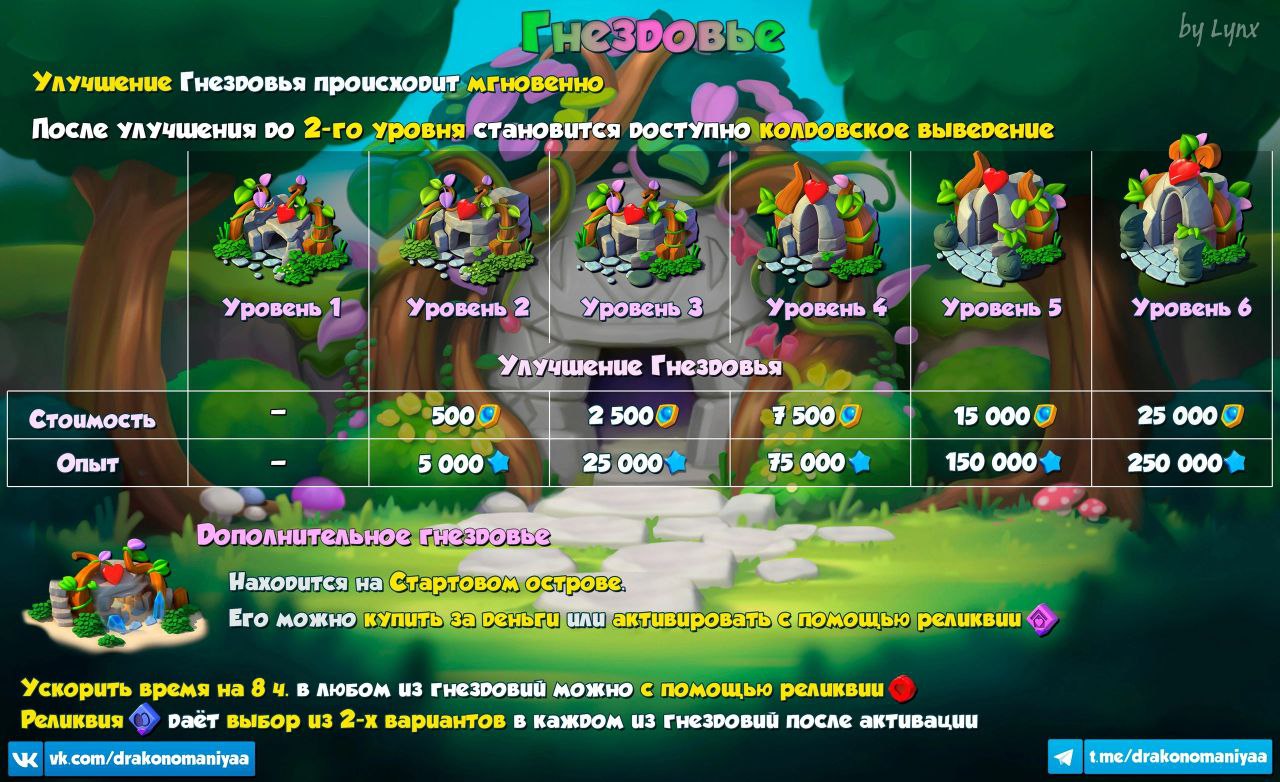 Гнездовье
by Lynx
Улучшение Гнездовья происходит мгновенно
После улучшения до 2-го уровня становится доступно колдовское выведение
Уровень 1 Уровень 2 Уровень 3 Уровень 4 Уровень 5 Уровень 6
Улучшение Гнездовья
Стоимость – 500 2 500 7 500 15 000 25 000
Опыт – 5 000 25 000 75 000 150 000 250 000
Дополнительное гнездовье
Находится на Стартовом острове.
Его можно купить за деньги или активировать с помощью реликвии
Ускорить время на 8 ч. в любом из гнездовий можно с помощью реликвии
Реликвия даёт выбор из 2-х вариантов в каждом из гнездовий после активации
vk.com/drakonomaniyaa
t.me/drakonomaniyaa